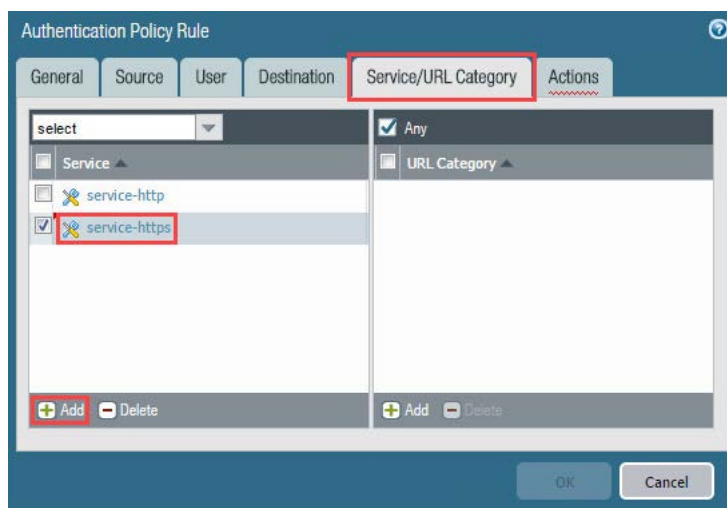 Authentication Policy Rule
General Source User Destination Service/URL Category Actions
select Any
Service URL Category
service-http
service-https
Add Delete Add Delete
OK Cancel